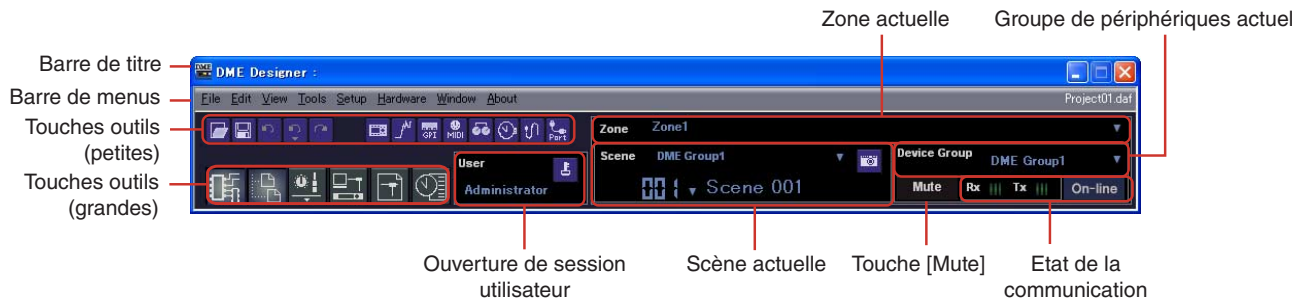 Zone actuelle
Groupe de périphériques actuel
Barre de titre
DME Designer :
Barre de menus
File Edit View Tools Setup Hardware Window About
Project01.daf
Touches outils
(petites)
GPI
MIDI
Port
Zone
Zone1
Touches outils
(grandes)
User
Administrator
Scene
DME Group1
001
Scene 001
Device Group
DME Group1
Mute
Rx
Tx
On-line
Ouverture de session
utilisateur
Scène actuelle
Touche [Mute]
Etat de la
communication